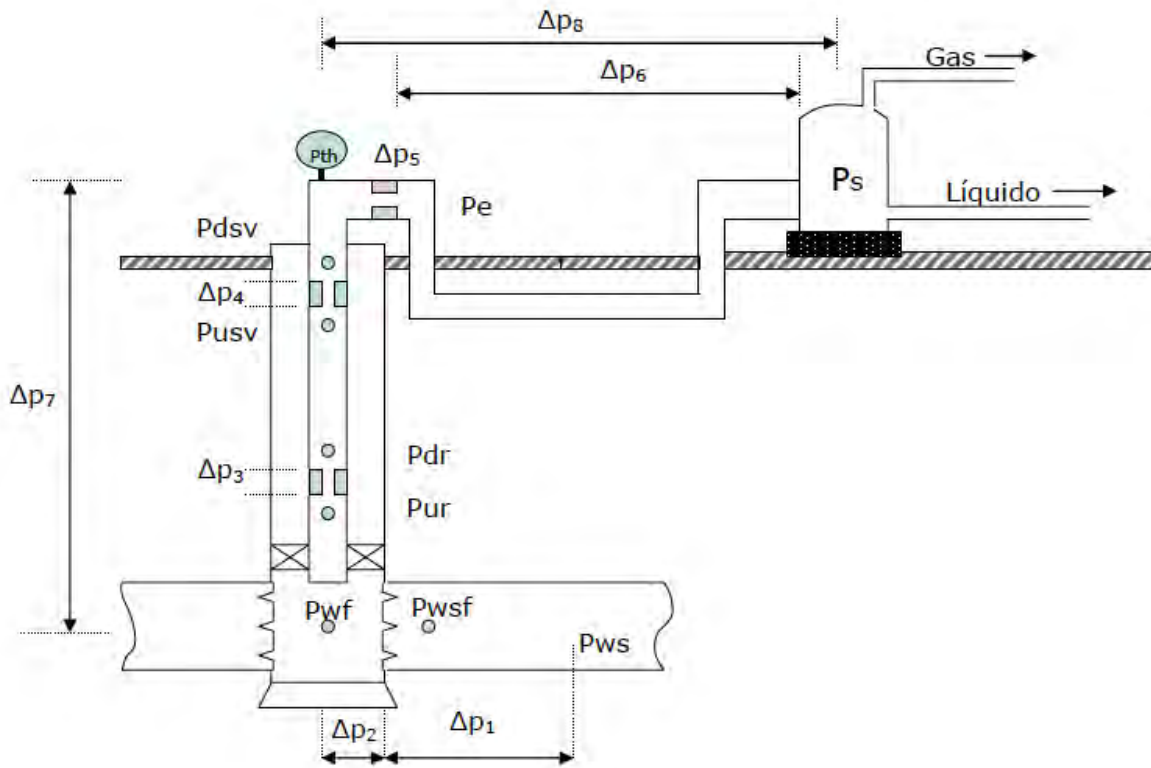 Δp₈
Gas
Δp₆
Pth
Δp₅
Ps
Pe
Líquido
Pdsv
Δp₄
Pusv
Δp₇
Pdr
Δp₃
Pur
Pwf
Pwsf
Pws
Δp₂
Δp₁